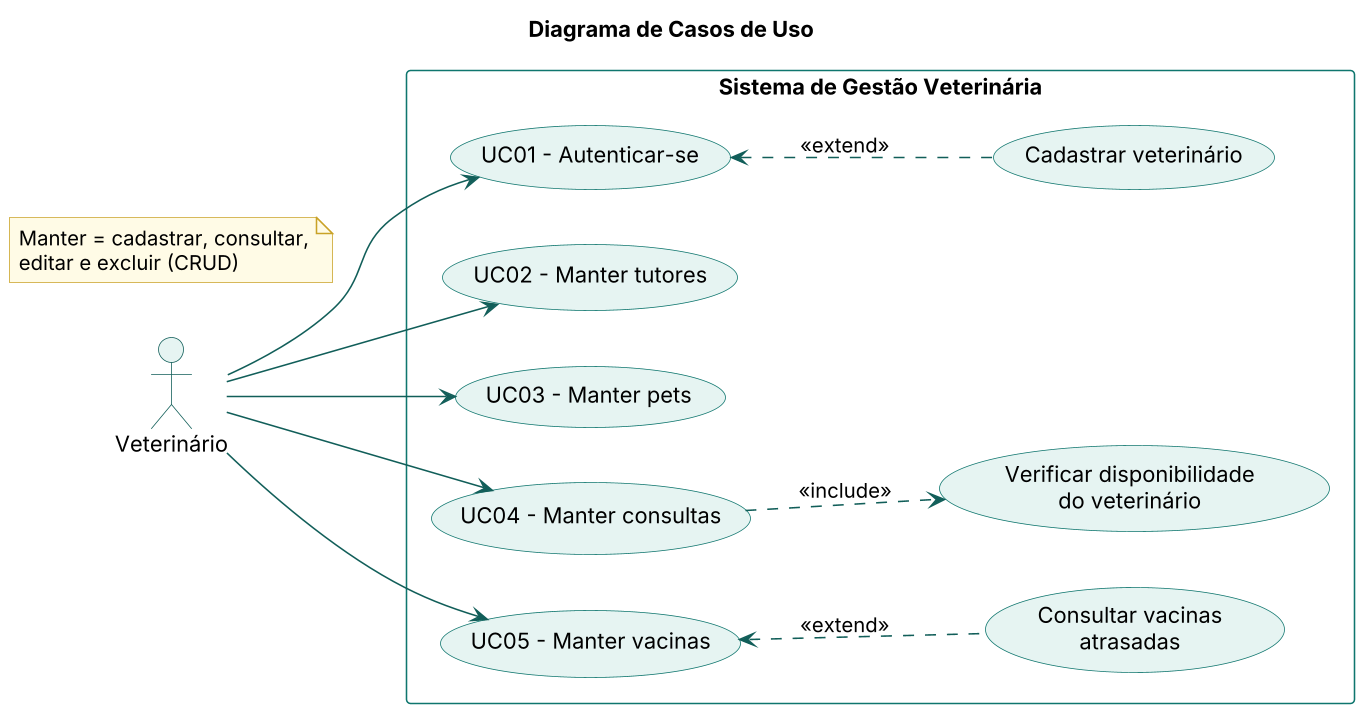 Diagrama de Casos de Uso
Sistema de Gestão Veterinária
UC01 - Autenticar-se
«extend»
Cadastrar veterinário
Manter = cadastrar, consultar,
editar e excluir (CRUD)
UC02 - Manter tutores
UC03 - Manter pets
Veterinário
UC04 - Manter consultas
«include»
Verificar disponibilidade
do veterinário
UC05 - Manter vacinas
«extend»
Consultar vacinas
atrasadas